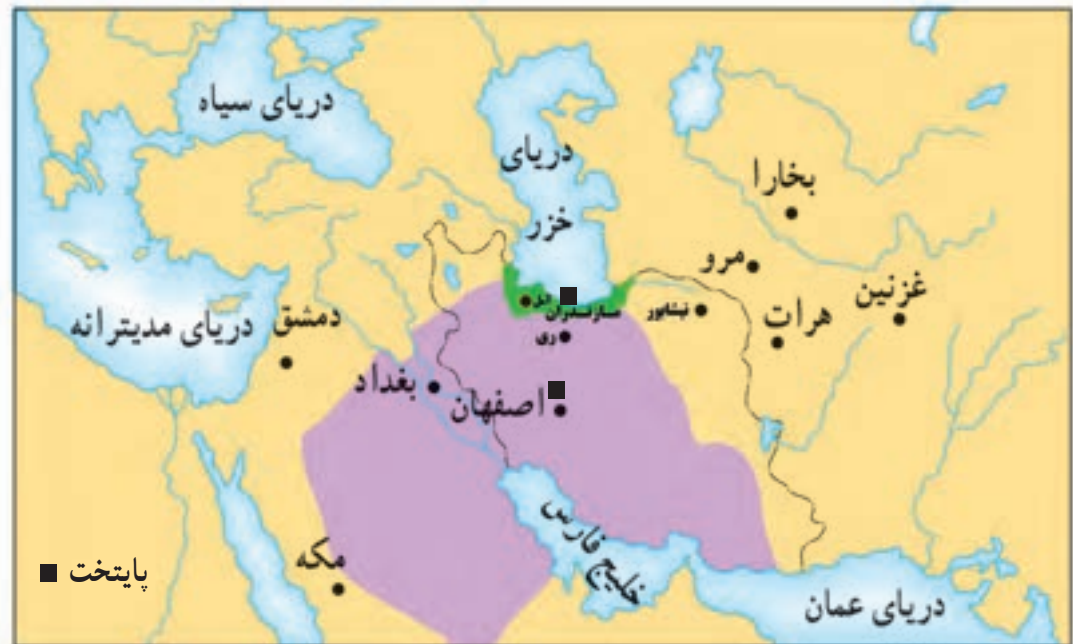 دریای سیاه
دریای
خزر
بخارا
مرو
غزنین
هرات
نیشابور
مازندران
ری
دریای مدیترانه
دمشق
بغداد
اصفهان
خلیج فارس
مکه
دریای عمان
پایتخت